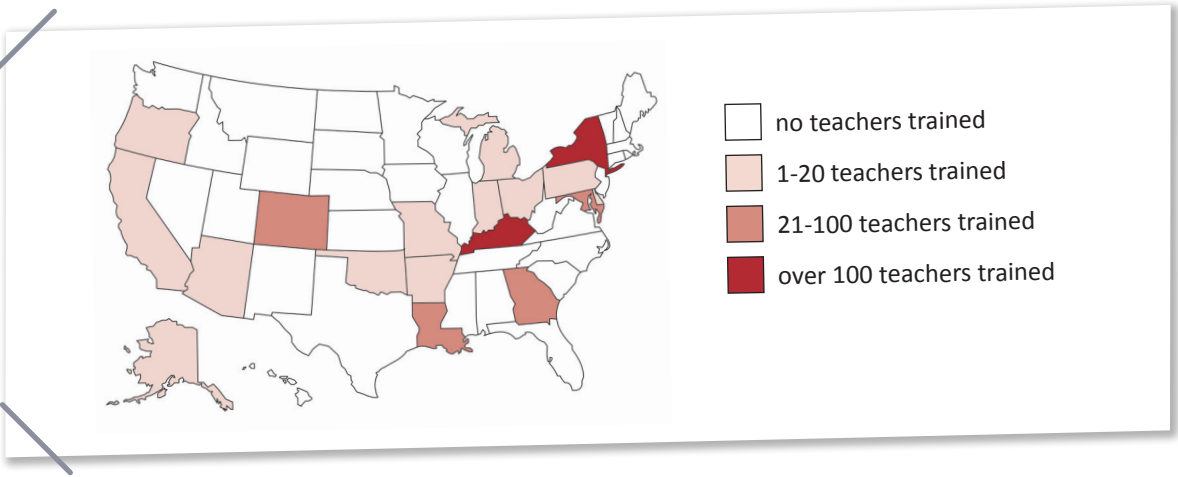 no teachers trained
1-20 teachers trained
21-100 teachers trained
over 100 teachers trained